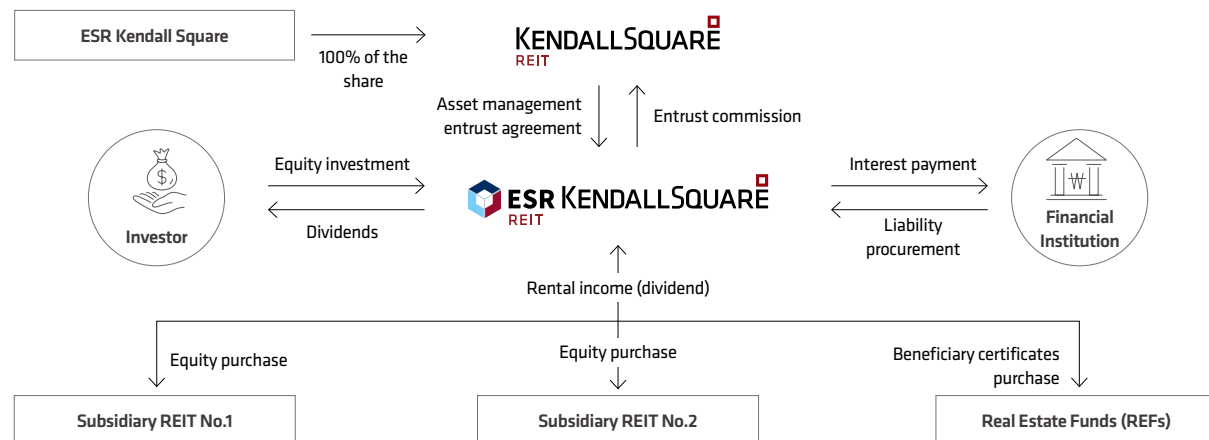 ESR Kendall Square
100% of the
share
KENDALLSQUARE
REIT
Asset management
entrust agreement
Entrust commission
Investor
Equity investment
Dividends
ESR KENDALLSQUARE
REIT
Interest payment
Liability
procurement
₩
Financial
Institution
$
Rental income (dividend)
Equity purchase
Equity purchase
Beneficiary certificates
purchase
Subsidiary REIT No.1
Subsidiary REIT No.2
Real Estate Funds (REFs)